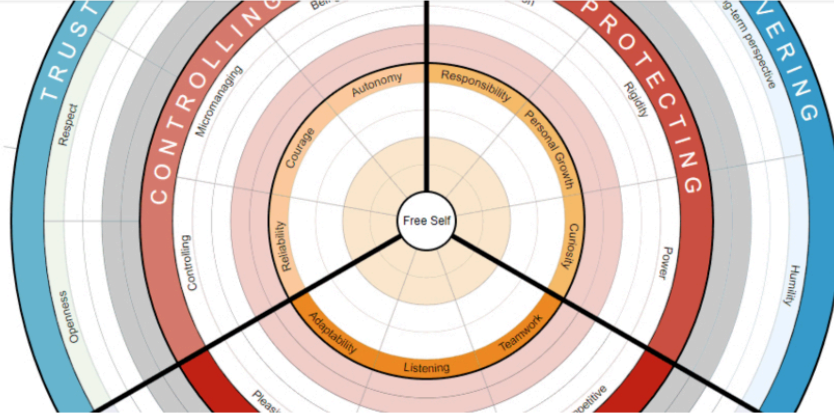 TRUST
CONTROLLING
PROTECTING
Rigidity
Micromanaging
Respect
Autonomy
Responsibility
Courage
Personal Growth
Free Self
Reliability
Curiosity
Controlling
Power
Humility
Openness
Adaptability
Listening
Teamwork